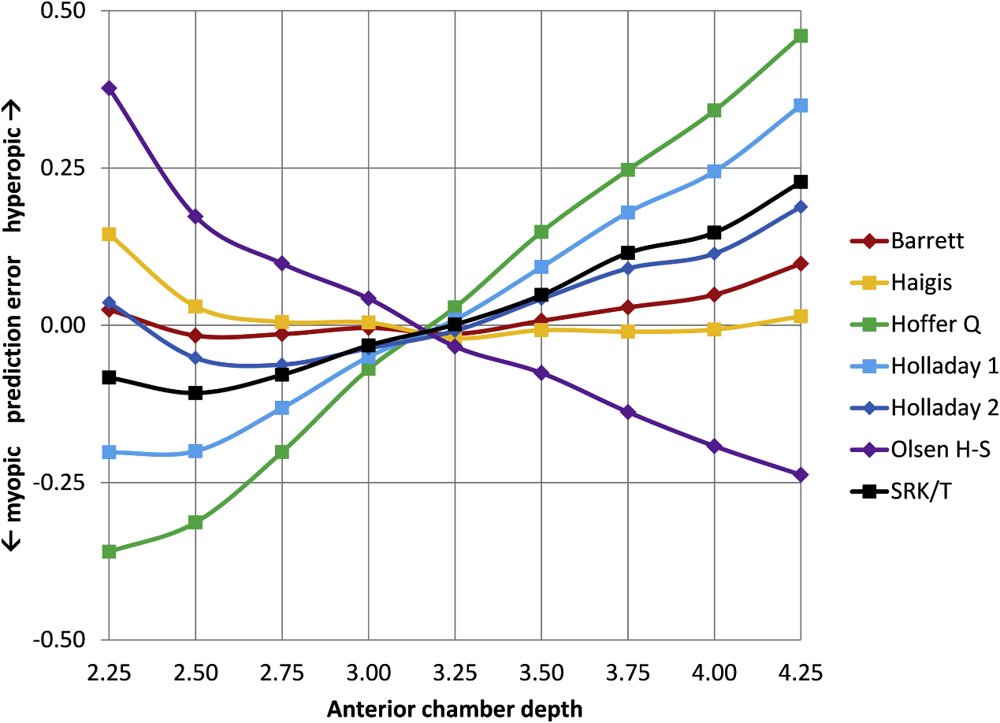 0.50
0.25
0.00
-0.25
-0.50
← myopic prediction error hyperopic →
2.25 2.50 2.75 3.00 3.25 3.50 3.75 4.00 4.25
Anterior chamber depth
Barrett
Haigis
Hoffer Q
Holladay 1
Holladay 2
Olsen H-S
SRK/T